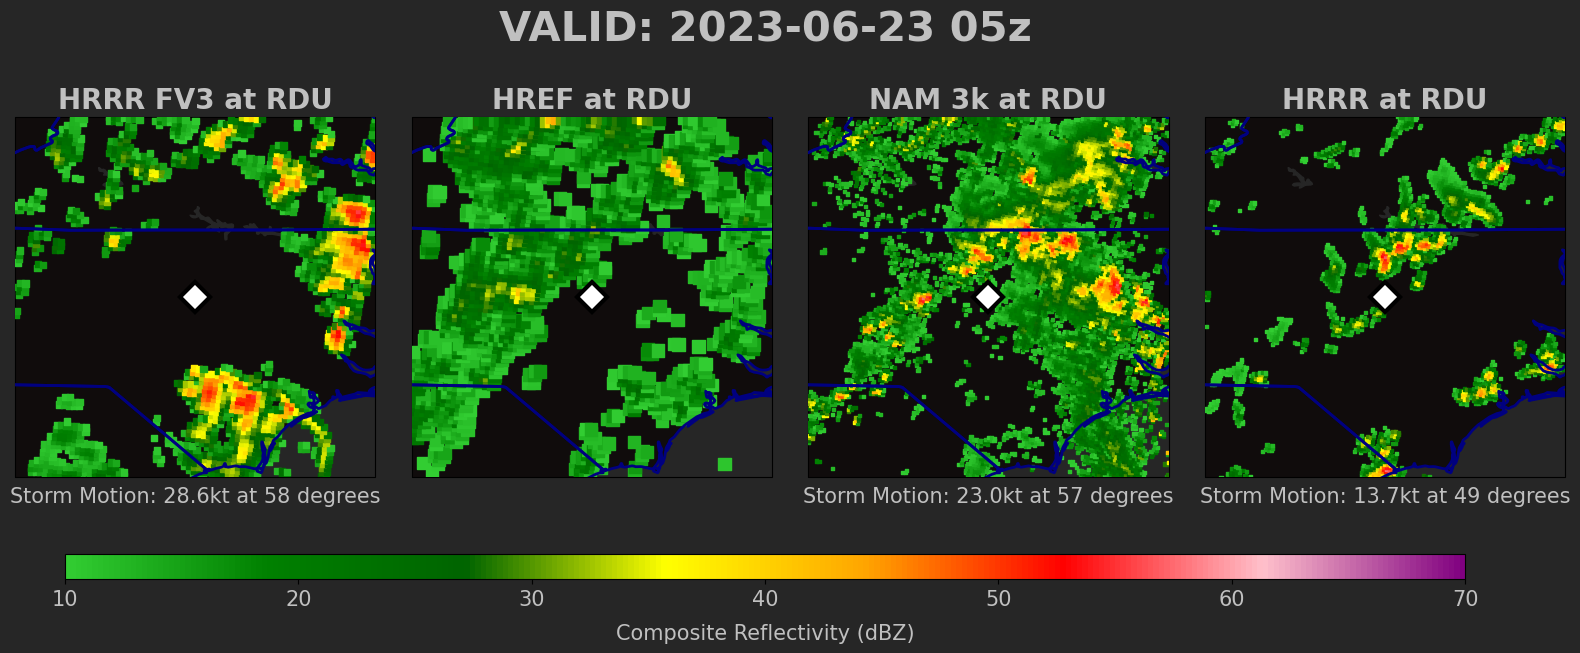 VALID: 2023-06-23 05z
HRRR FV3 at RDU
HREF at RDU
NAM 3k at RDU
HRRR at RDU
Storm Motion: 28.6kt at 58 degrees
Storm Motion: 23.0kt at 57 degrees
Storm Motion: 13.7kt at 49 degrees
10 20 30 40 50 60 70
Composite Reflectivity (dBZ)